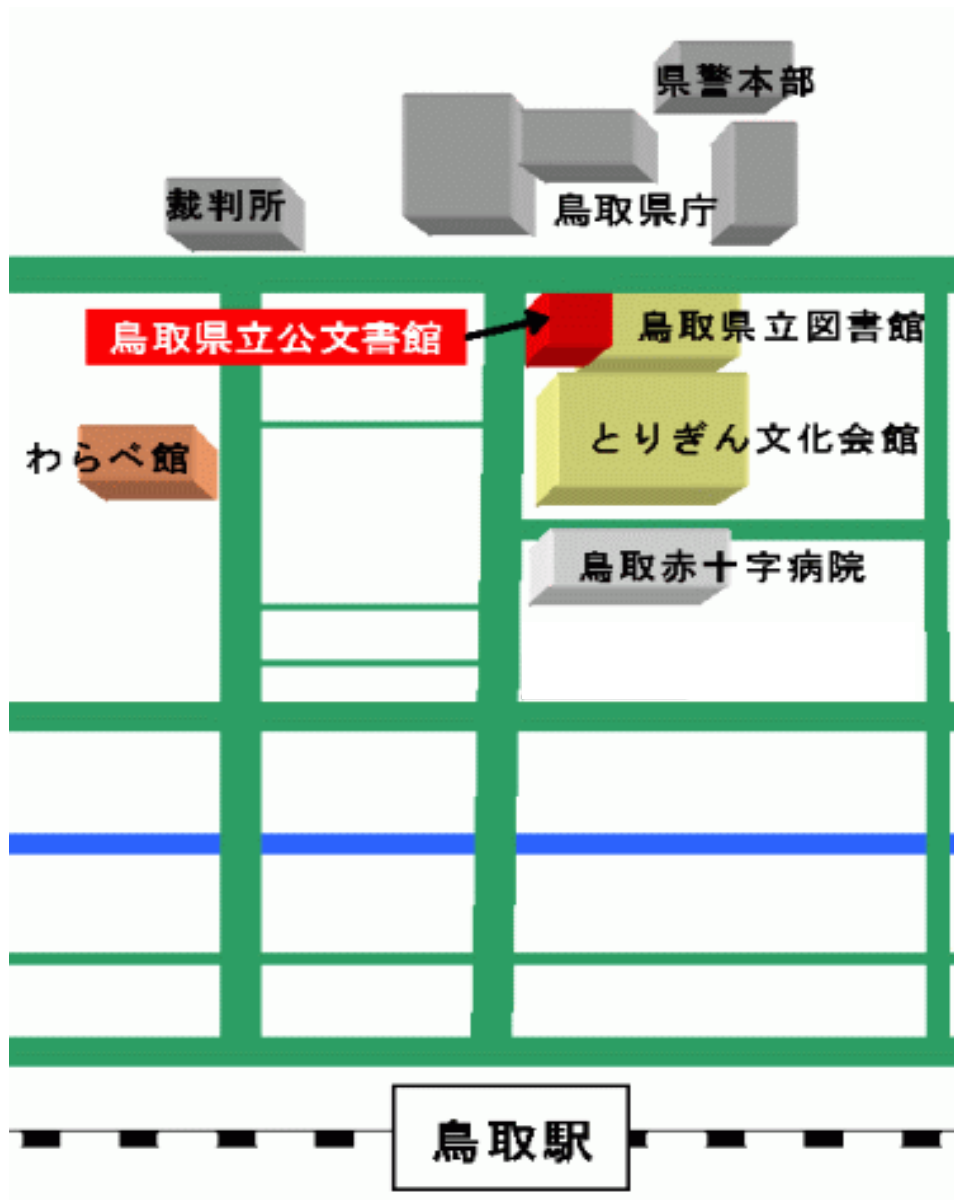 県警本部
裁判所
鳥取県庁
鳥取県立公文書館
鳥取県立図書館
とりぎん文化会館
わらべ館
鳥取赤十字病院
鳥取駅